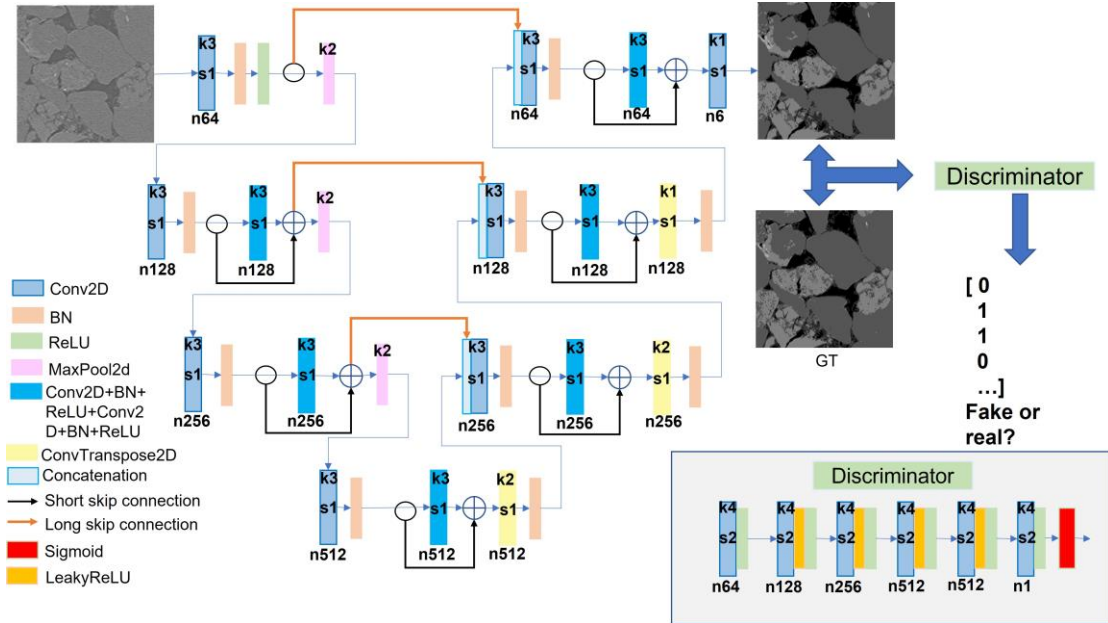 k3
s1
n64
k2
k3
s1
n64
k3
s1
n64
k1
s1
n6
k3
s1
n128
k3
s1
n128
k2
k3
s1
n128
k3
s1
n128
k1
s1
n128
Discriminator
GT
[ 0
1
1
0
...]
Fake or
real?
Conv2D
BN
ReLU
MaxPool2d
Conv2D+BN+
ReLU+Conv2
D+BN+ReLU
ConvTranspose2D
Concatenation
Short skip connection
Long skip connection
Sigmoid
LeakyReLU
k3
s1
n256
k3
s1
n256
k2
k3
s1
n256
k3
s1
n256
k2
s1
n256
k3
s1
n512
k3
s1
n512
k2
s1
n512
Discriminator
k4
s2
n64
k4
s2
n128
k4
s2
n256
k4
s2
n512
k4
s2
n512
k4
s2
n1